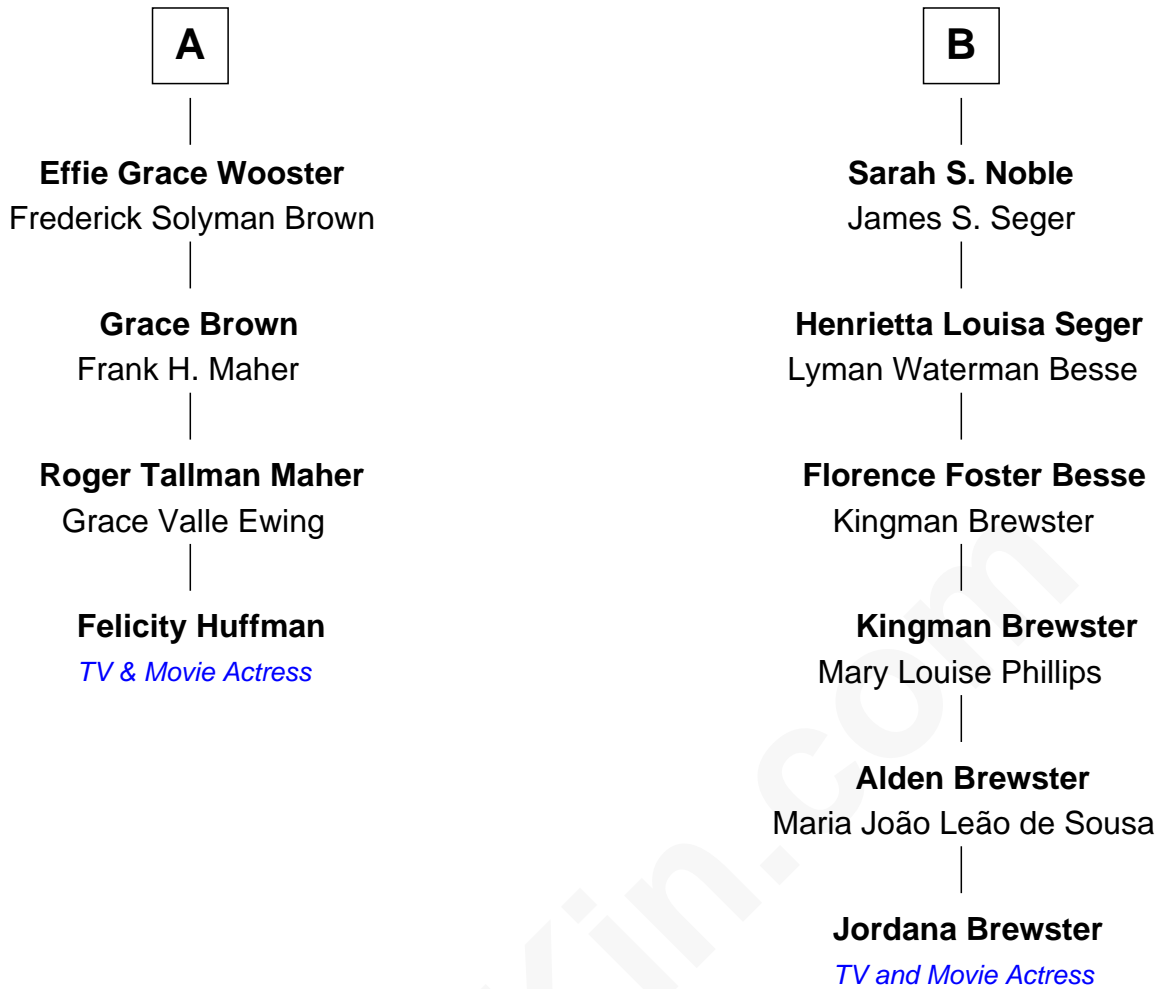 A
Effie Grace Wooster
Frederick Solyman Brown
Grace Brown
Frank H. Maher
Roger Tallman Maher
Grace Valle Ewing
Felicity Huffman
TV & Movie Actress
B
Sarah S. Noble
James S. Seger
Henrietta Louisa Seger
Lyman Waterman Besse
Florence Foster Besse
Kingman Brewster
Kingman Brewster
Mary Louise Phillips
Alden Brewster
Maria João Leão de Sousa
Jordana Brewster
TV and Movie Actress
Kin.com